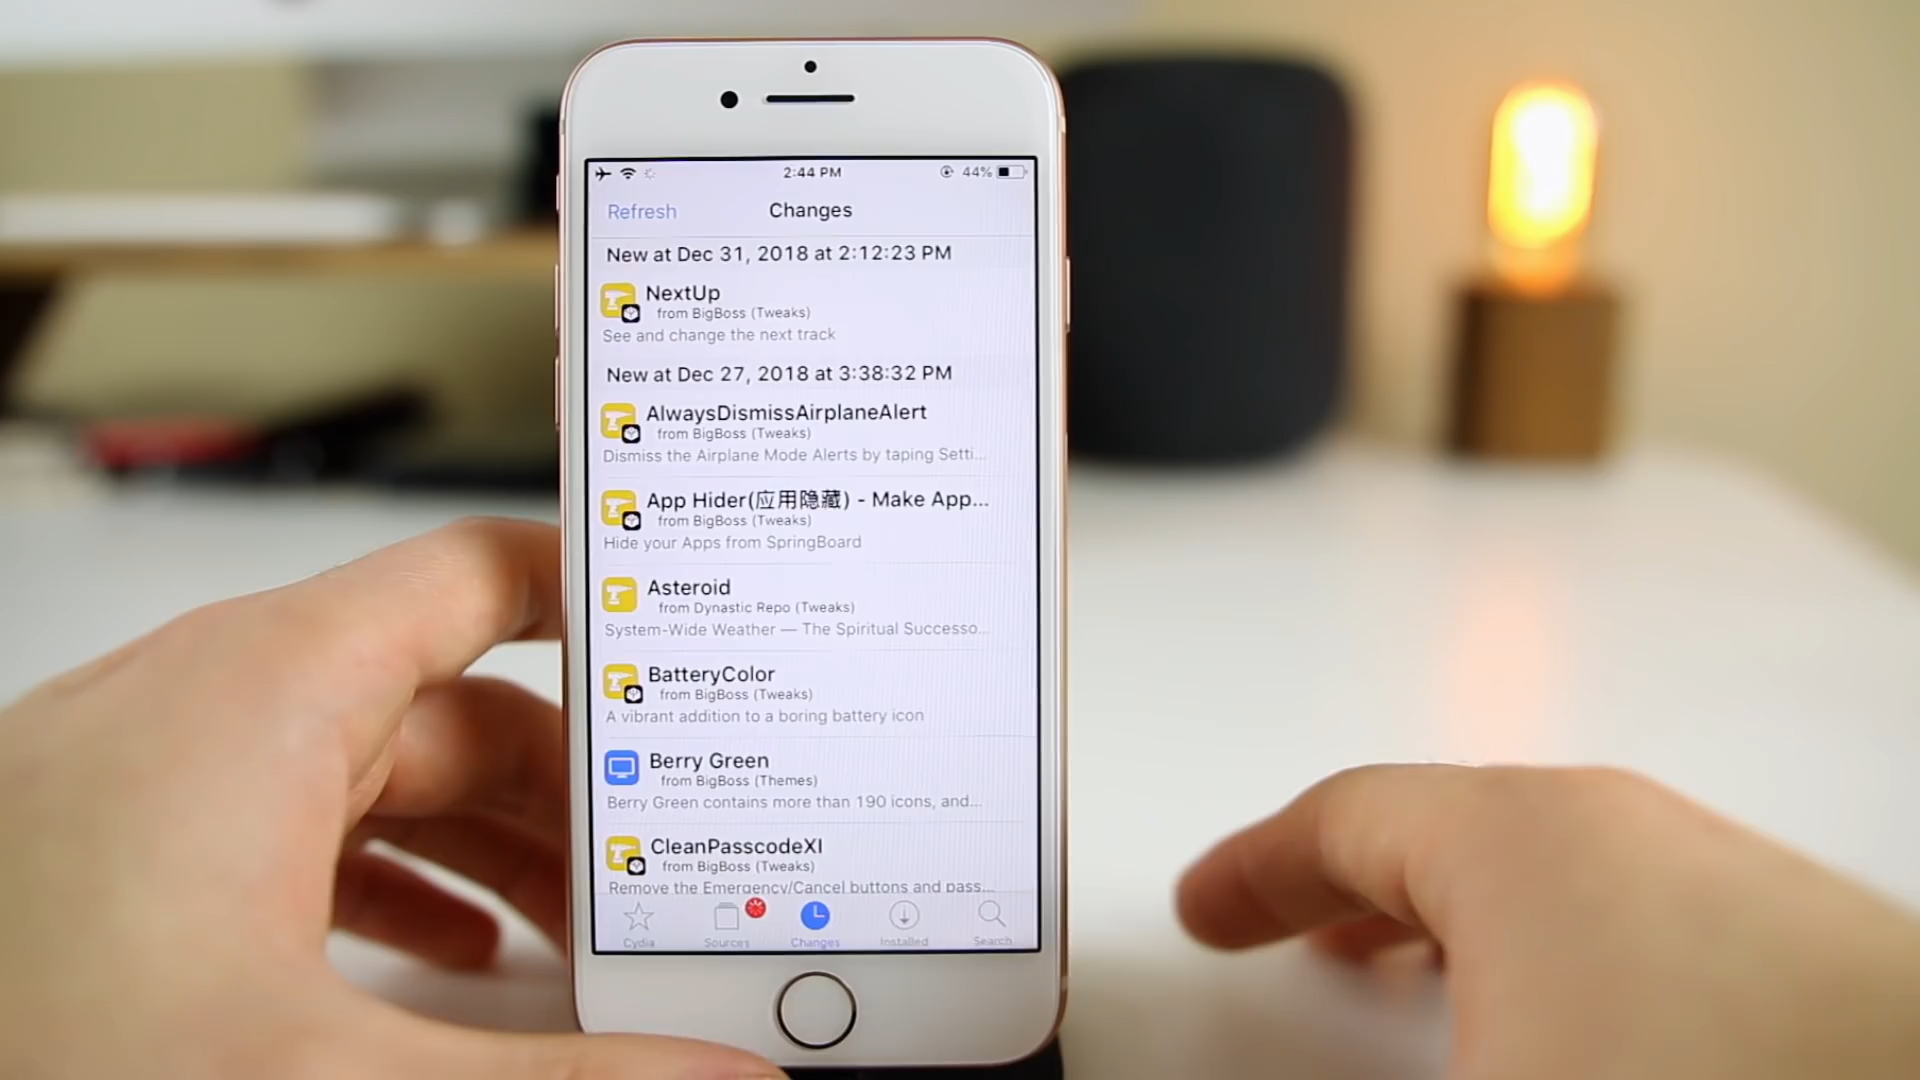 2:44 PM
44%
Refresh
Changes
New at Dec 31, 2018 at 2:12:23 PM
NextUp
from BigBoss (Tweaks)
See and change the next track
New at Dec 27, 2018 at 3:38:32 PM
AlwaysDismissAirplaneAlert
from BigBoss (Tweaks)
Dismiss the Airplane Mode Alerts by taping Setti...
App Hider(应用隐藏) - Make App...
from BigBoss (Tweaks)
Hide your Apps from SpringBoard
Asteroid
from Dynastic Repo (Tweaks)
System-Wide Weather — The Spiritual Successo...
BatteryColor
from BigBoss (Tweaks)
A vibrant addition to a boring battery icon
Berry Green
from BigBoss (Themes)
Berry Green contains more than 190 icons, and...
CleanPasscodeXI
from BigBoss (Tweaks)
Remove the Emergency/Cancel buttons and pass...
Cydia
Sources
Changes
Installed
Search